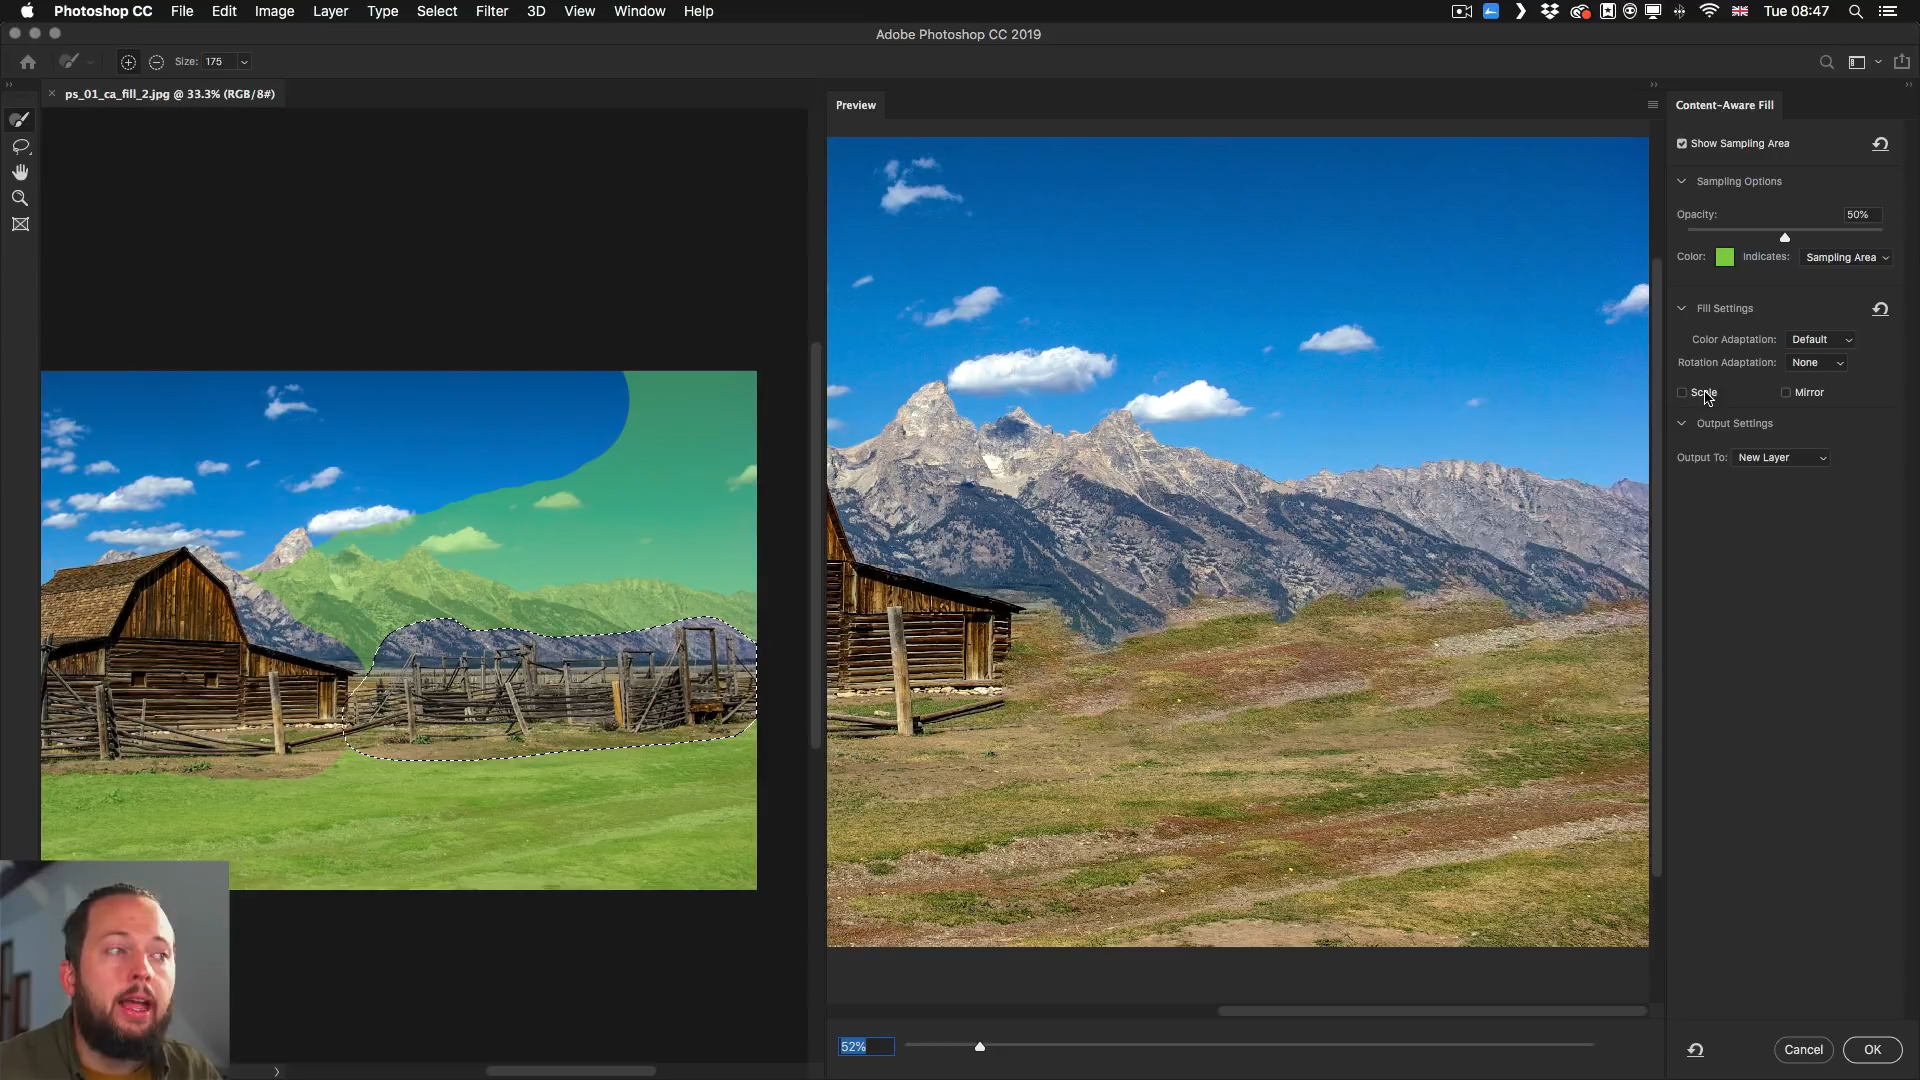 Photoshop CC File Edit Image Layer Type Select Filter 3D View Window Help Tue 08:47
Adobe Photoshop CC 2019
Size: 175
ps_01_ca_fill_2.jpg @ 33.3% (RGB/8#)
Preview
Content-Aware Fill
Show Sampling Area
Sampling Options
Opacity: 50%
Color: Indicates: Sampling Area
Fill Settings
Color Adaptation: Default
Rotation Adaptation: None
Scale Mirror
Output Settings
Output To: New Layer
52%
Cancel OK